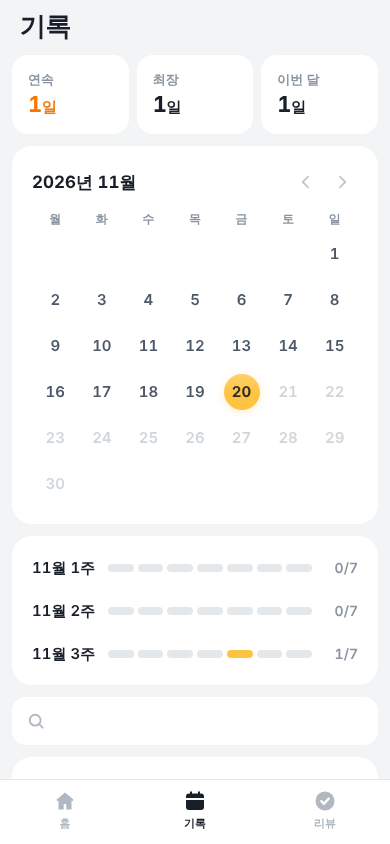 기록
연속 최장 이번 달
1일 1일 1일
2026년 11월
월 화 수 목 금 토 일
1
2 3 4 5 6 7 8
9 10 11 12 13 14 15
16 17 18 19 20 21 22
23 24 25 26 27 28 29
30
11월 1주 0/7
11월 2주 0/7
11월 3주 1/7
홈 기록 리뷰